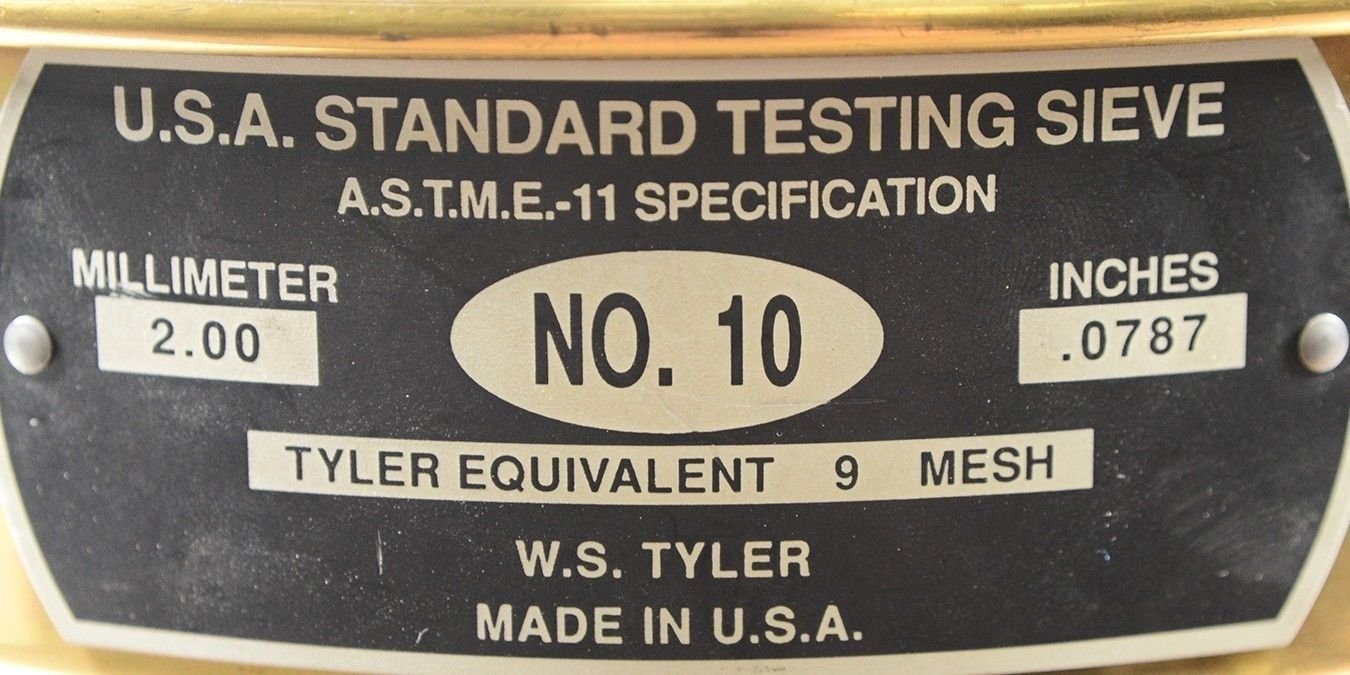 U.S.A. STANDARD TESTING SIEVE
A.S.T.M.E.-11 SPECIFICATION
MILLIMETER
2.00
NO. 10
INCHES
.0787
TYLER EQUIVALENT 9 MESH
W.S. TYLER
MADE IN U.S.A.